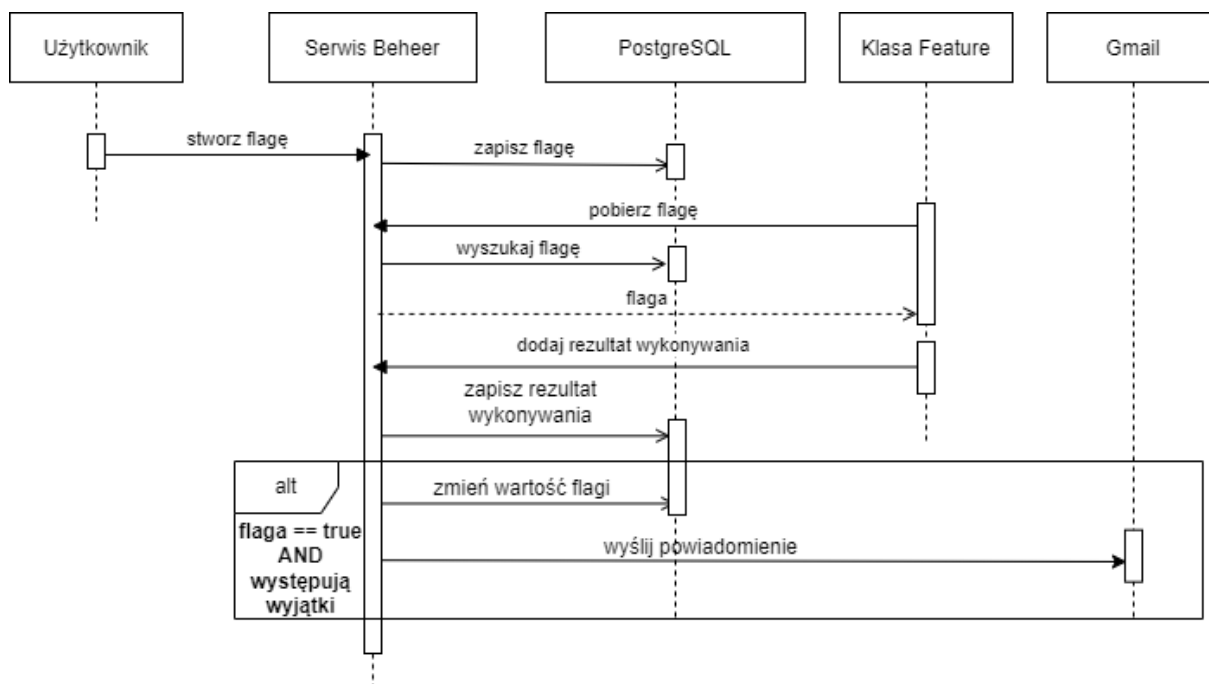 Użytkownik
Serwis Beheer
PostgreSQL
Klasa Feature
Gmail
stworz flagę
zapisz flagę
pobierz flagę
wyszukaj flagę
flaga
dodaj rezultat wykonywania
zapisz rezultat
wykonywania
alt
zmień wartość flagi
flaga == true
AND
występują
wyjątki
wyślij powiadomienie